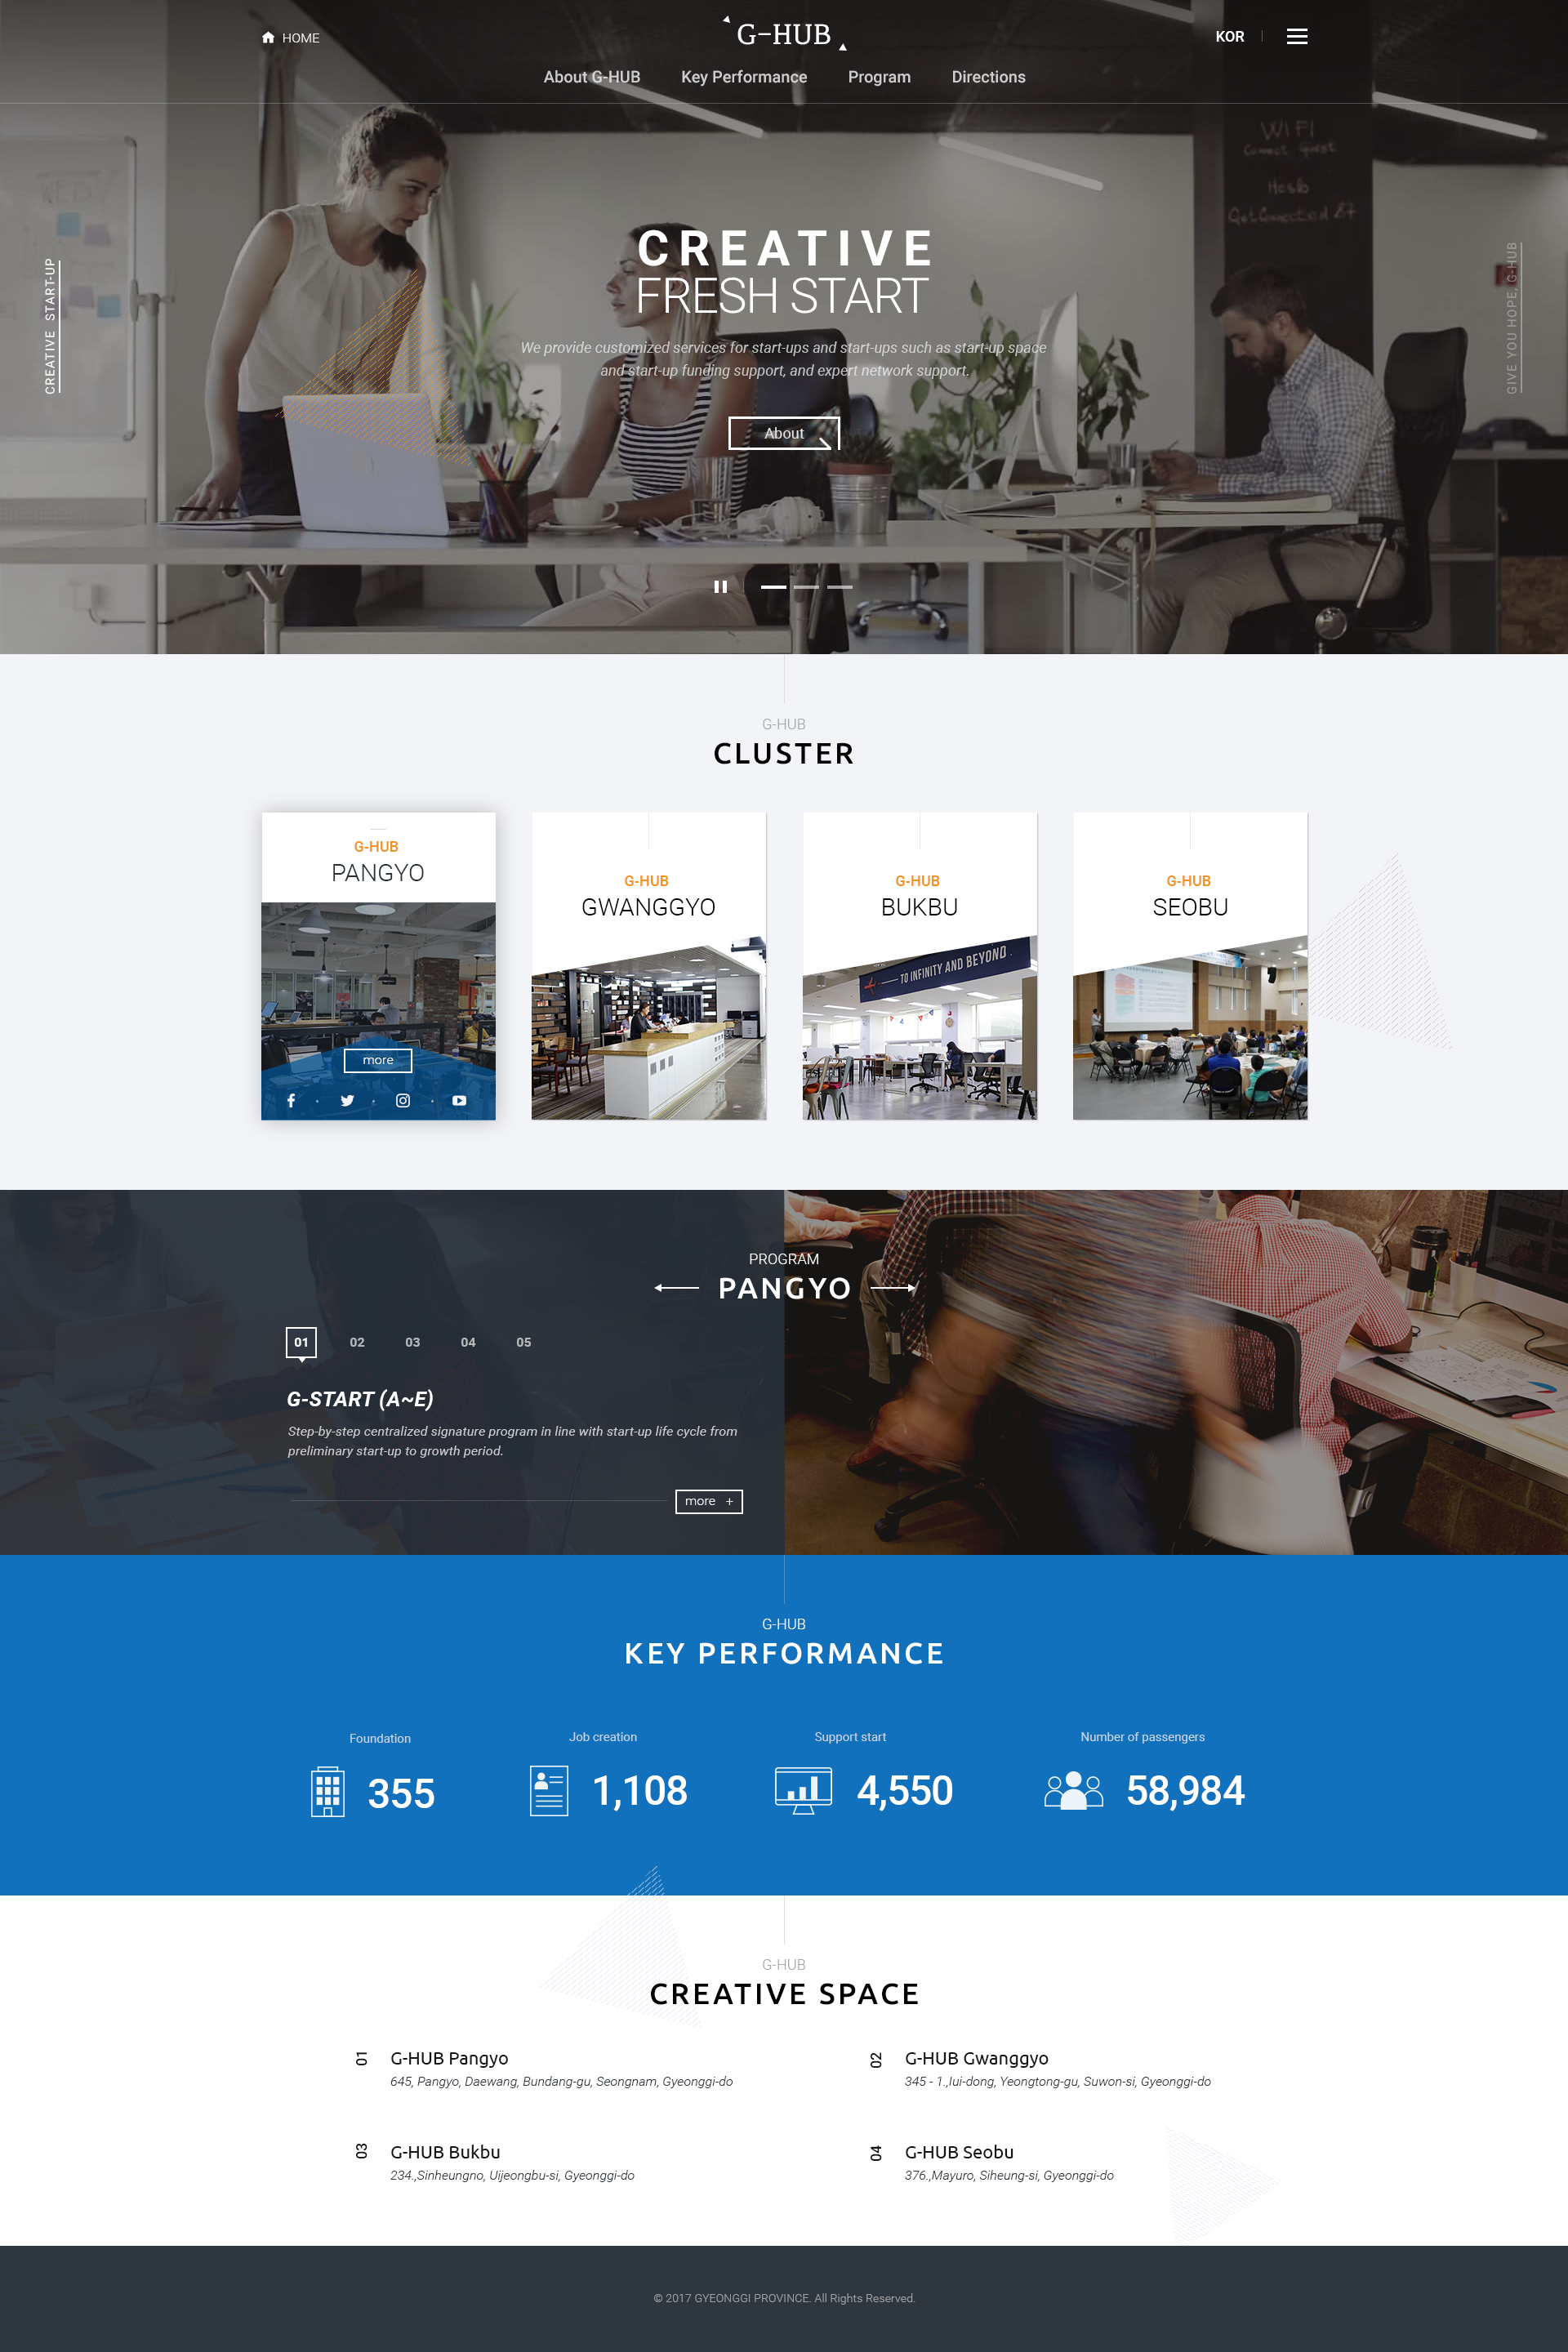 HOME
G-HUB
KOR
About G-HUB
Key Performance
Program
Directions
WIFI
Connect Guest
CREATIVE START-UP
GIVE YOU HOPE, G-HUB
CREATIVE
FRESH START
We provide customized services for start-ups and start-ups such as start-up space
and start-up funding support, and expert network support.
About
G-HUB
CLUSTER
G-HUB
PANGYO
more
G-HUB
GWANGGYO
G-HUB
BUKBU
TO INFINITY AND BEYOND
G-HUB
SEOBU
PROGRAM
PANGYO
01
02
03
04
05
G-START (A~E)
Step-by-step centralized signature program in line with start-up life cycle from
preliminary start-up to growth period.
more +
G-HUB
KEY PERFORMANCE
Foundation
355
Job creation
1,108
Support start
4,550
Number of passengers
58,984
G-HUB
CREATIVE SPACE
01
G-HUB Pangyo
645, Pangyo, Daewang, Bundang-gu, Seongnam, Gyeonggi-do
02
G-HUB Gwanggyo
345 - 1.,Iui-dong, Yeongtong-gu, Suwon-si, Gyeonggi-do
03
G-HUB Bukbu
234.,Sinheungno, Uijeongbu-si, Gyeonggi-do
04
G-HUB Seobu
376.,Mayuro, Siheung-si, Gyeonggi-do
© 2017 GYEONGGI PROVINCE. All Rights Reserved.